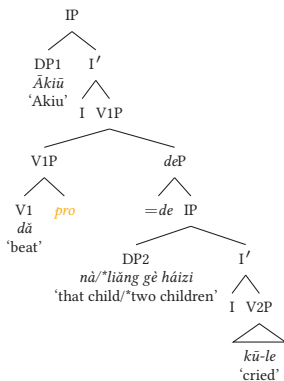 IP
DP1 I′
Ākiū
‘Akiu’
I V1P
V1P deP
V1 pro =de IP
dǎ
‘beat’
DP2 I′
nà/*liǎng gè háizi
‘that child/*two children’
I V2P
kū-le
‘cried’